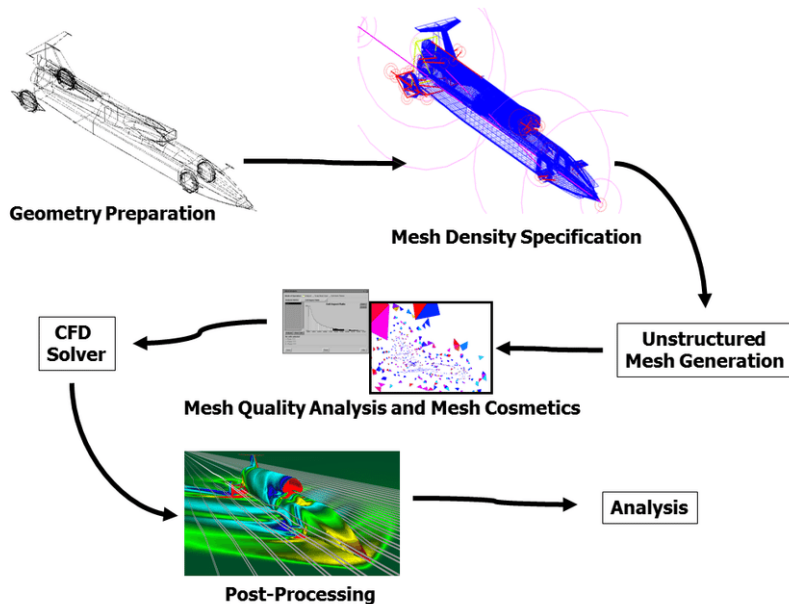 Geometry Preparation
Mesh Density Specification
Unstructured
Mesh Generation
Mesh Quality Analysis and Mesh Cosmetics
CFD
Solver
Post-Processing
Analysis